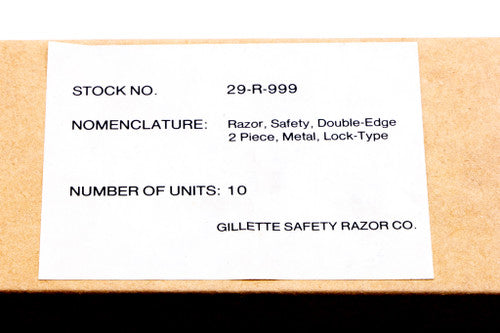 STOCK NO. 29-R-999
NOMENCLATURE: Razor, Safety, Double-Edge
2 Piece, Metal, Lock-Type
NUMBER OF UNITS: 10
GILLETTE SAFETY RAZOR CO.